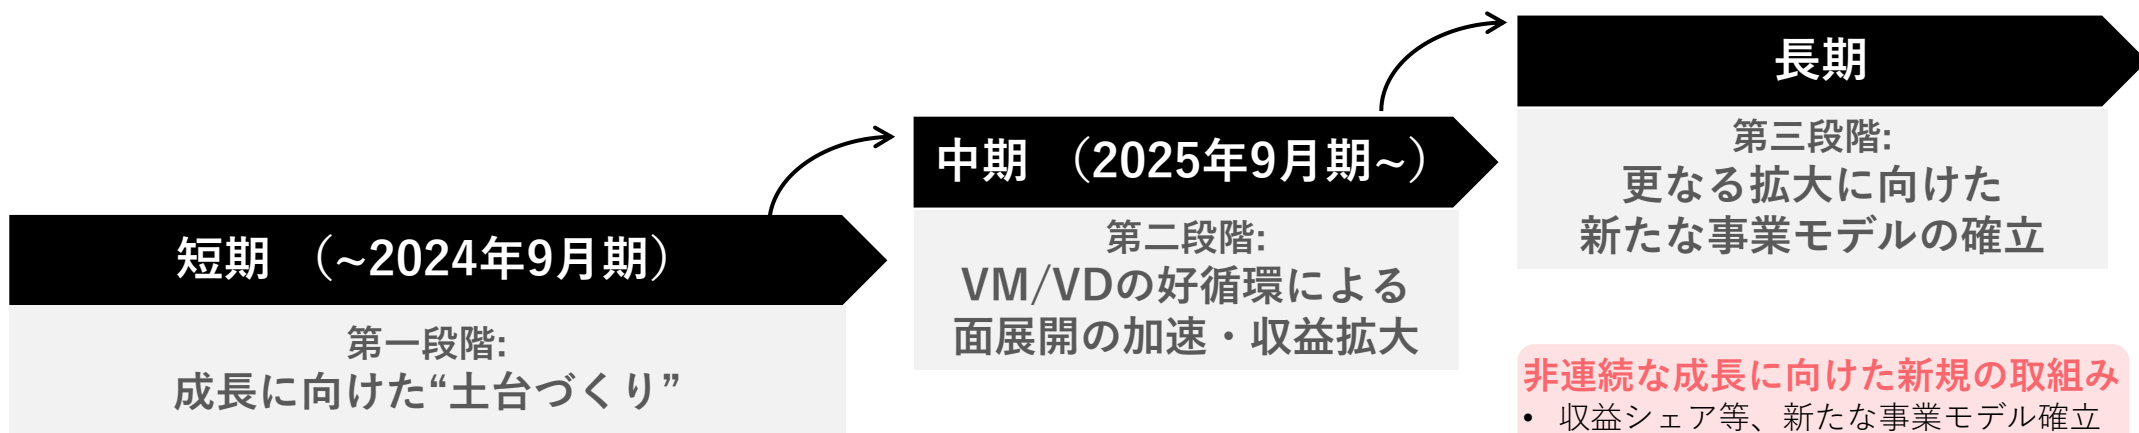 短期 （~2024年9月期）
第一段階:
成長に向けた“土台づくり”
中期 （2025年9月期~）
第二段階:
VM/VDの好循環による
面展開の加速・収益拡大
長期
第三段階:
更なる拡大に向けた
新たな事業モデルの確立
非連続な成長に向けた新規の取組み
• 収益シェア等、新たな事業モデル確立